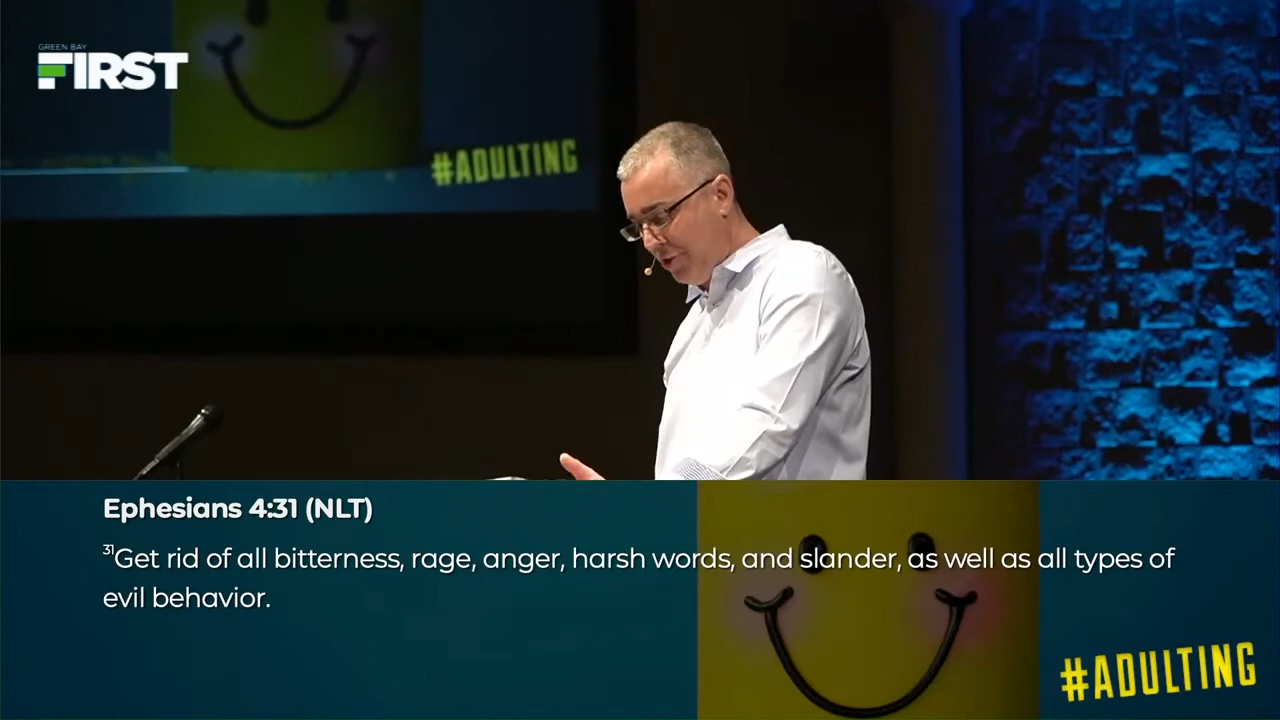 GREEN BAY
FIRST
#ADULTING
Ephesians 4:31 (NLT)
31Get rid of all bitterness, rage, anger, harsh words, and slander, as well as all types of
evil behavior.
#ADULTING